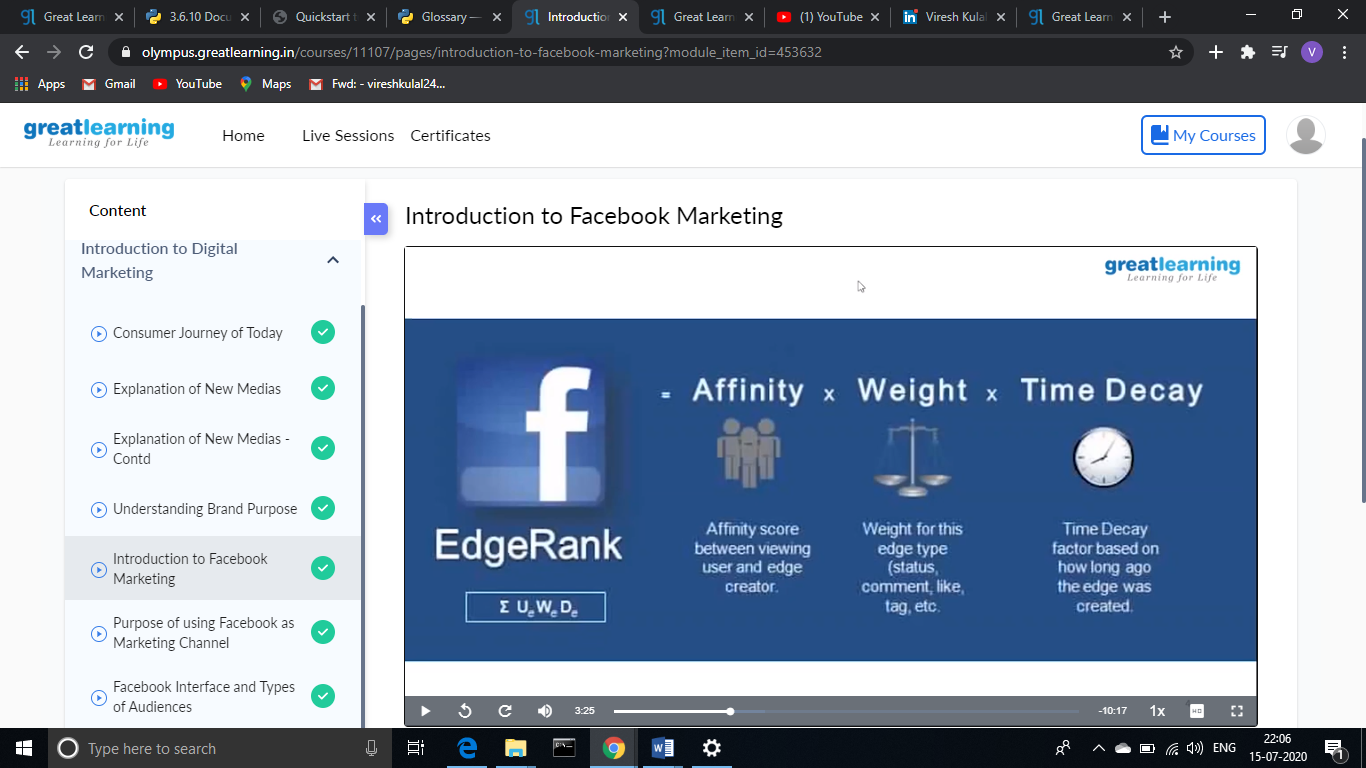 Great Learn
3.6.10 Docu
Quickstart t
Glossary —
Introduction
Great Learn
(1) YouTube
Viresh Kulal
Great Learn
olympus.greatlearning.in/courses/11107/pages/introduction-to-facebook-marketing?module_item_id=453632
V
Apps
Gmail
YouTube
Maps
Fwd: - vireshkulal24...
greatlearning
Learning for Life
Home
Live Sessions
Certificates
My Courses
Content
Introduction to Digital
Marketing
Consumer Journey of Today
Explanation of New Medias
Explanation of New Medias -
Contd
Understanding Brand Purpose
Introduction to Facebook
Marketing
Purpose of using Facebook as
Marketing Channel
Facebook Interface and Types
of Audiences
Introduction to Facebook Marketing
greatlearning
Learning for Life
f
EdgeRank
Σ UeWeDe
= Affinity x Weight x Time Decay
Affinity score
between viewing
user and edge
creator.
Weight for this
edge type
(status,
comment, like,
tag, etc.
Time Decay
factor based on
how long ago
the edge was
created.
3:25
-10:17
1x
HD
Type here to search
ENG
22:06
15-07-2020
1